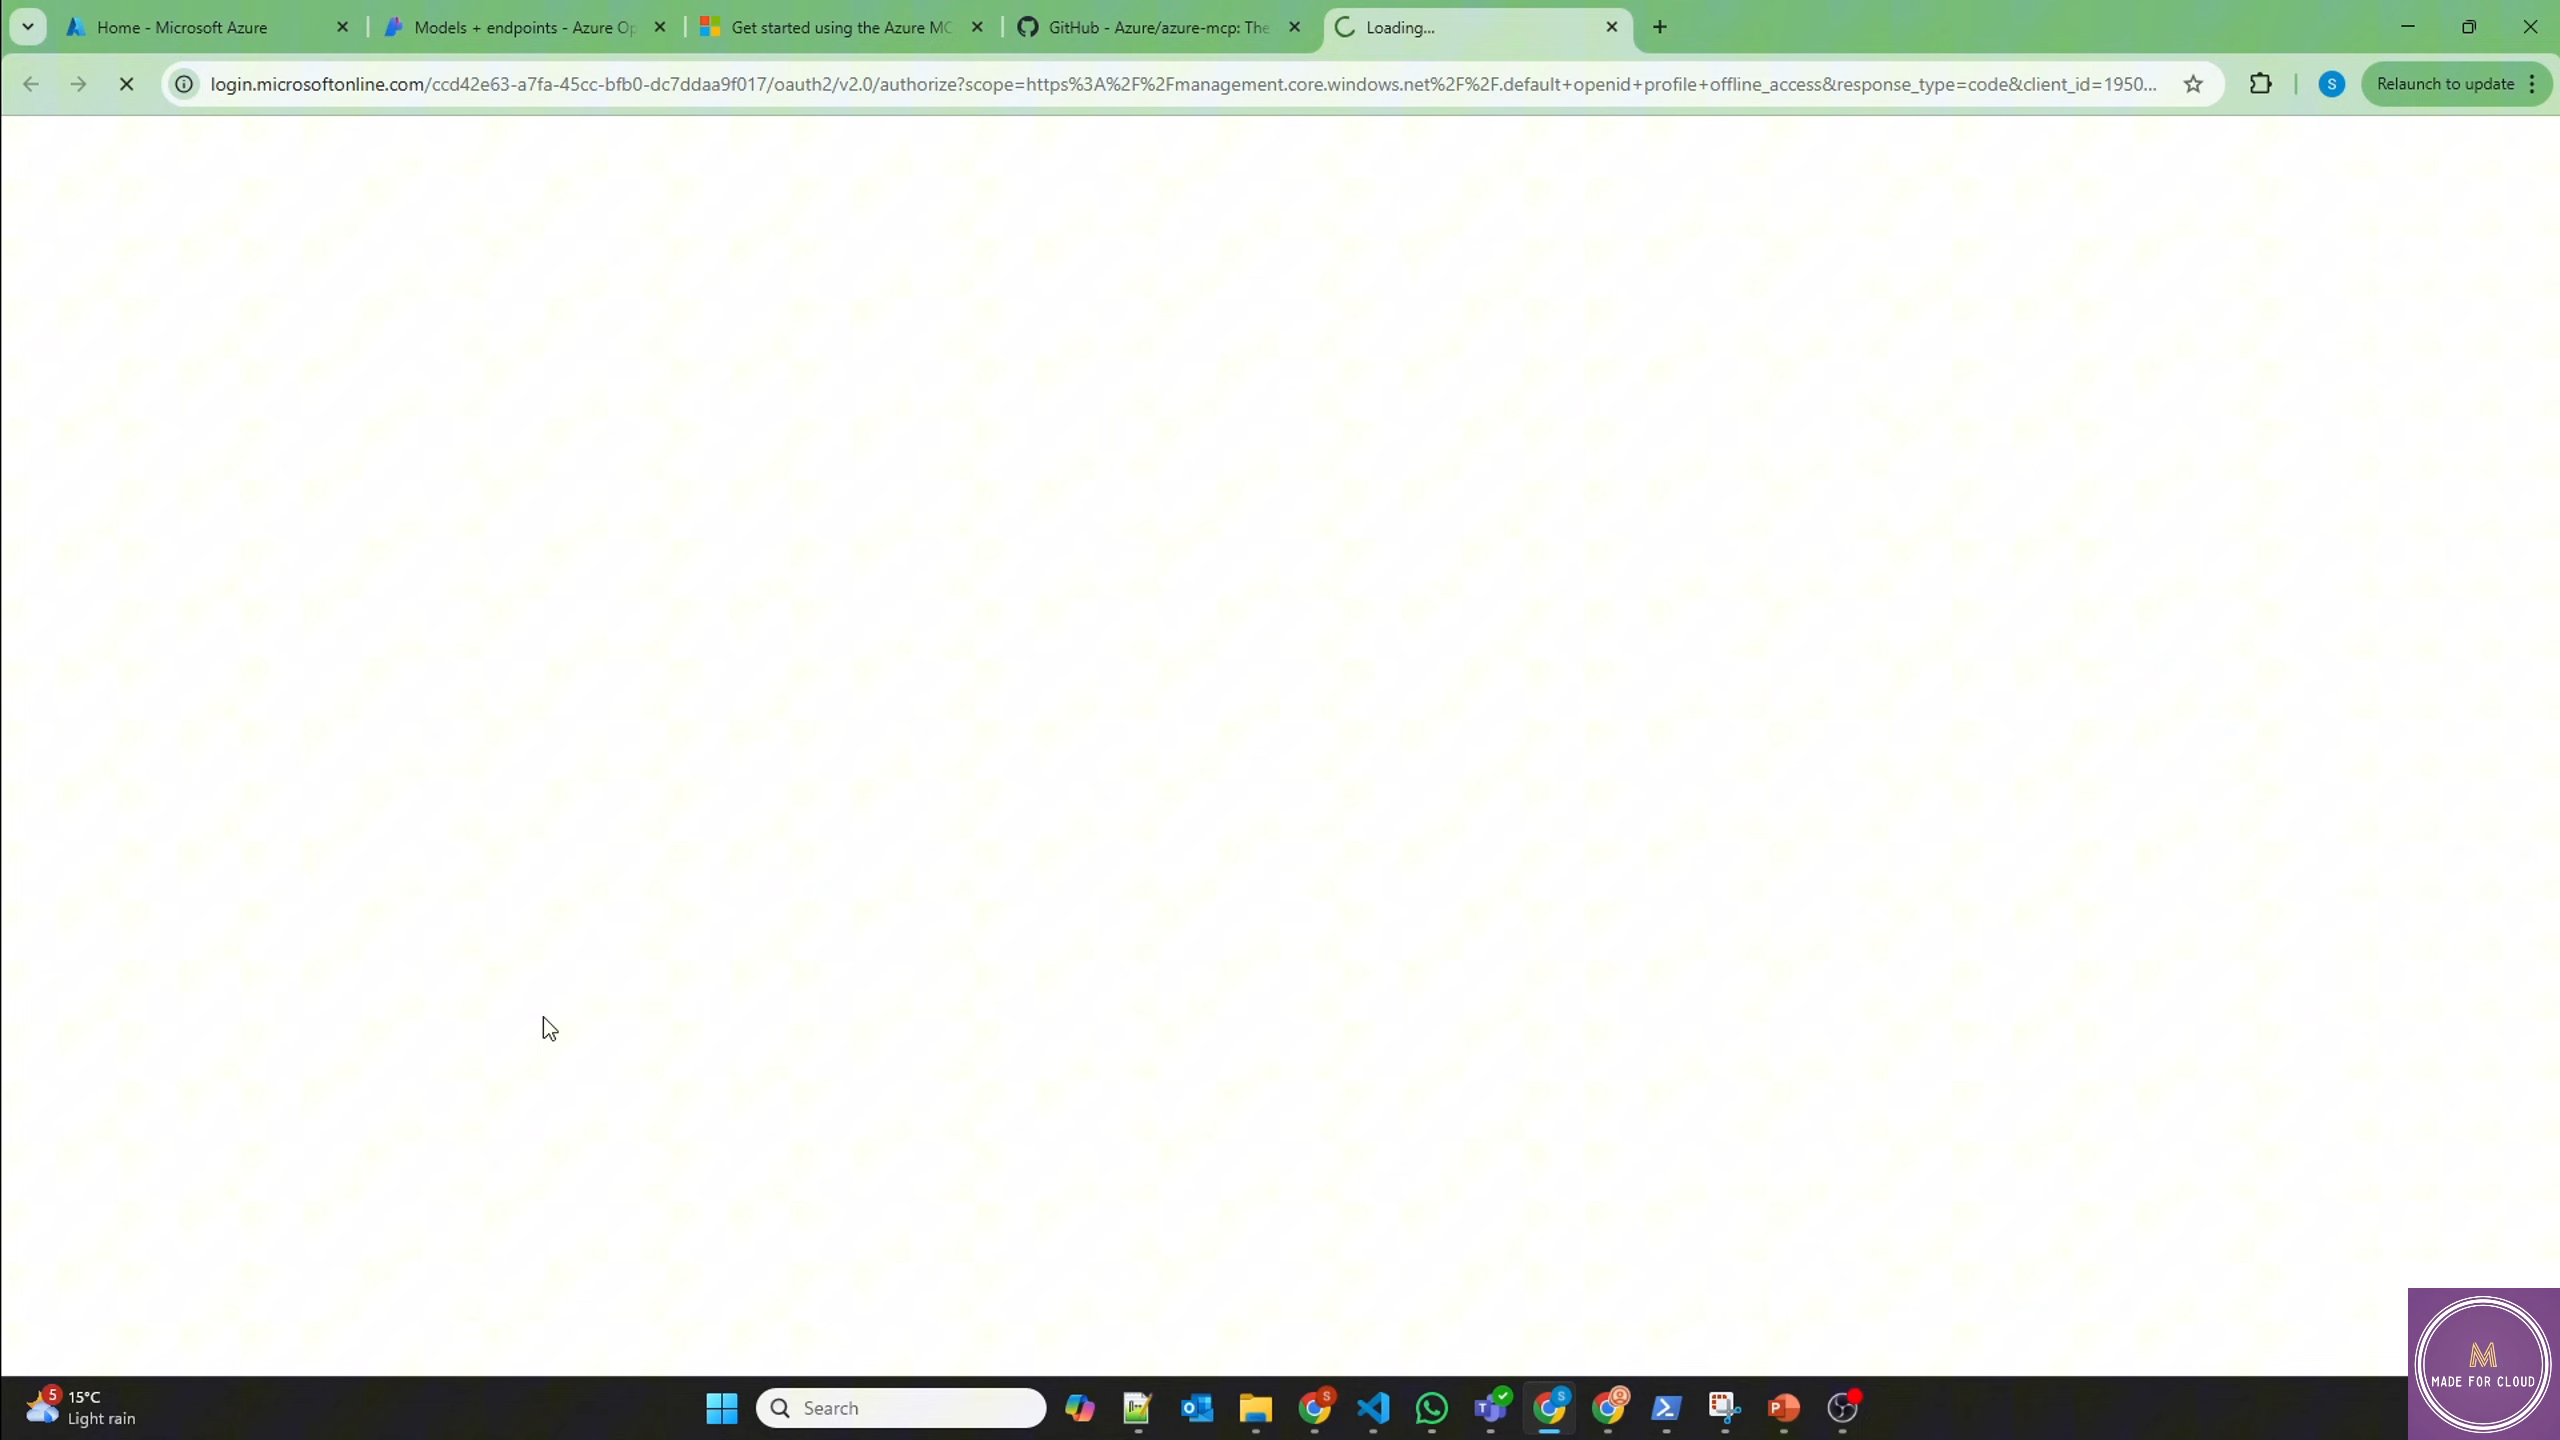 Home - Microsoft Azure
Models + endpoints - Azure Op
Get started using the Azure MC
GitHub - Azure/azure-mcp: The
Loading...
login.microsoftonline.com/ccd42e63-a7fa-45cc-bfb0-dc7ddaa9f017/oauth2/v2.0/authorize?scope=https%3A%2F%2Fmanagement.core.windows.net%2F%2F.default+openid+profile+offline_access&response_type=code&client_id=1950...
S
Relaunch to update
5
15°C
Light rain
Search
S
S
M
MADE FOR CLOUD